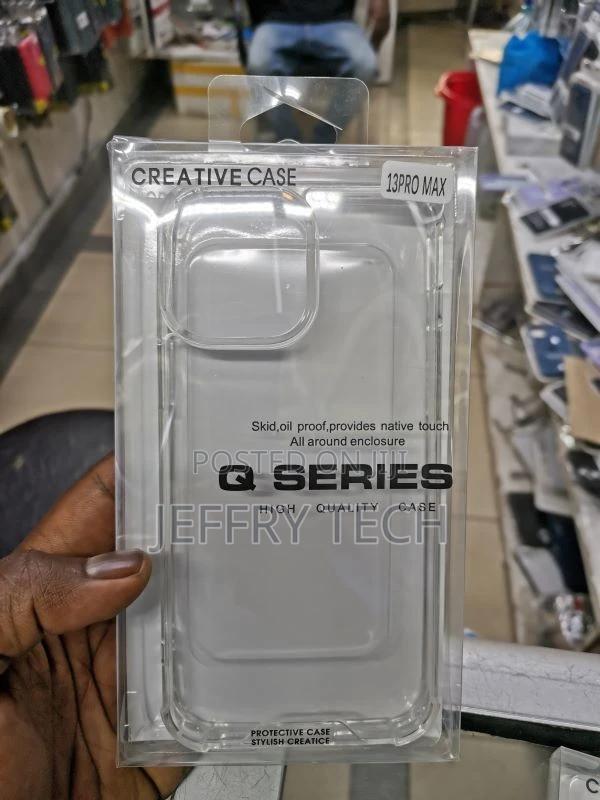 CREATIVE CASE
13PRO MAX
Skid,oil proof,provides native touch
All around enclosure
POSTED ON JIJI
Q SERIES
HIGH QUALITY CASE
JEFFRY TECH
PROTECTIVE CASE
STYLISH CREATICE